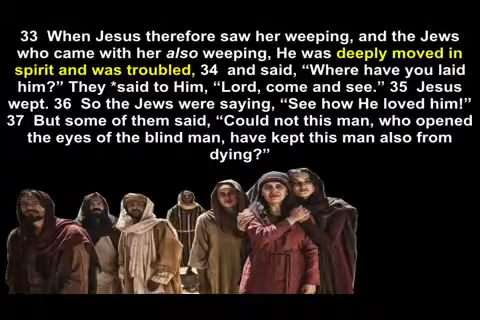 33  When Jesus therefore saw her weeping, and the Jews
who came with her also weeping, He was deeply moved in
spirit and was troubled, 34  and said, “Where have you laid
him?” They *said to Him, “Lord, come and see.” 35  Jesus
wept. 36  So the Jews were saying, “See how He loved him!”
37  But some of them said, “Could not this man, who opened
the eyes of the blind man, have kept this man also from
dying?”